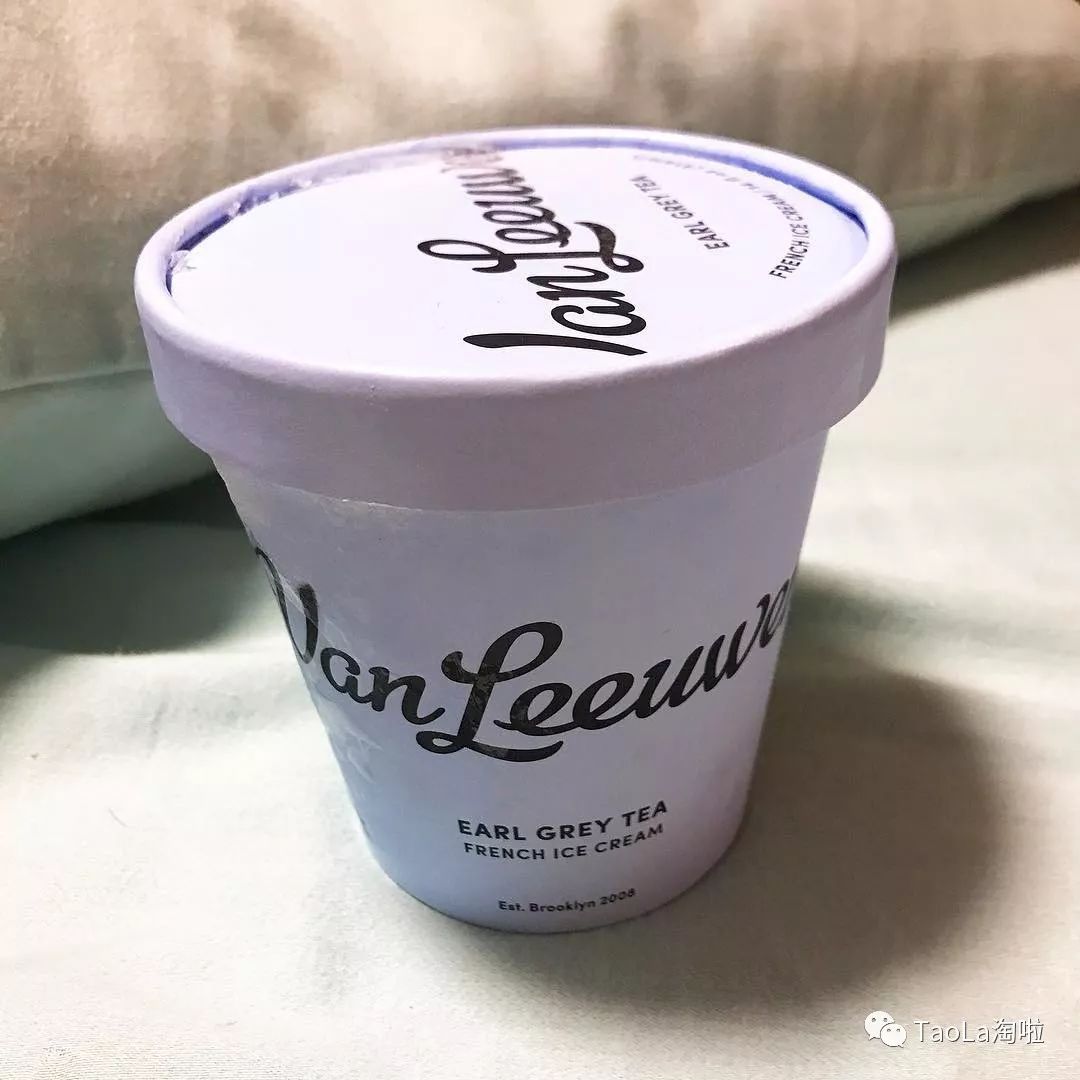 Van Leeuwen
EARL GREY TEA
FRENCH ICE CREAM
Van Leeuwe
EARL GREY TEA
FRENCH ICE CREAM
Est. Brooklyn 2008
TaoLa淘啦